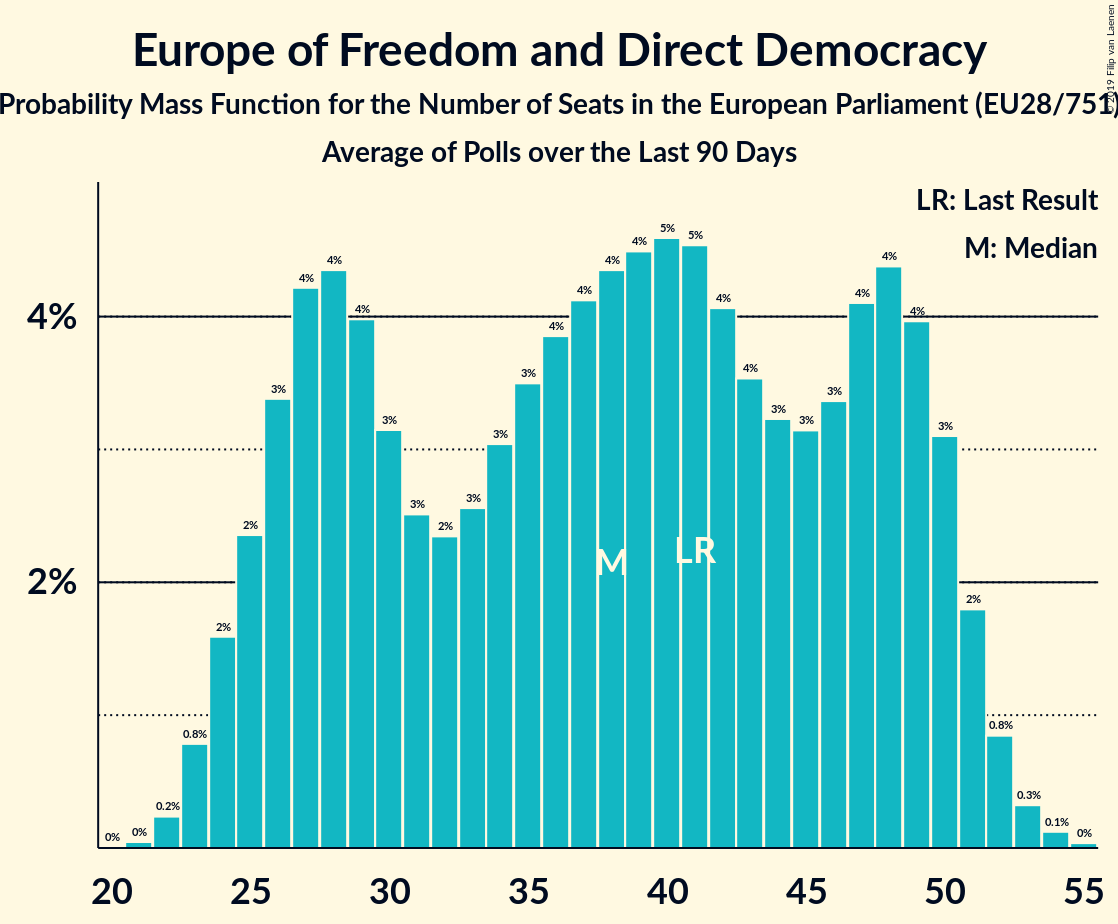 Europe of Freedom and Direct Democracy
Probability Mass Function for the Number of Seats in the European Parliament (EU28/751)
Average of Polls over the Last 90 Days
© 2019 Filip van Laenen
LR: Last Result
M: Median
4%
2%
0% 0% 0.2% 0.8% 2% 2% 3% 4% 4% 4% 3% 3% 2% 3% 3% 3% 4% 4% 4% 4% 5% 5% 4% 4% 3% 3% 3% 4% 4% 4% 3% 2% 0.8% 0.3% 0.1% 0%
M LR
20 25 30 35 40 45 50 55